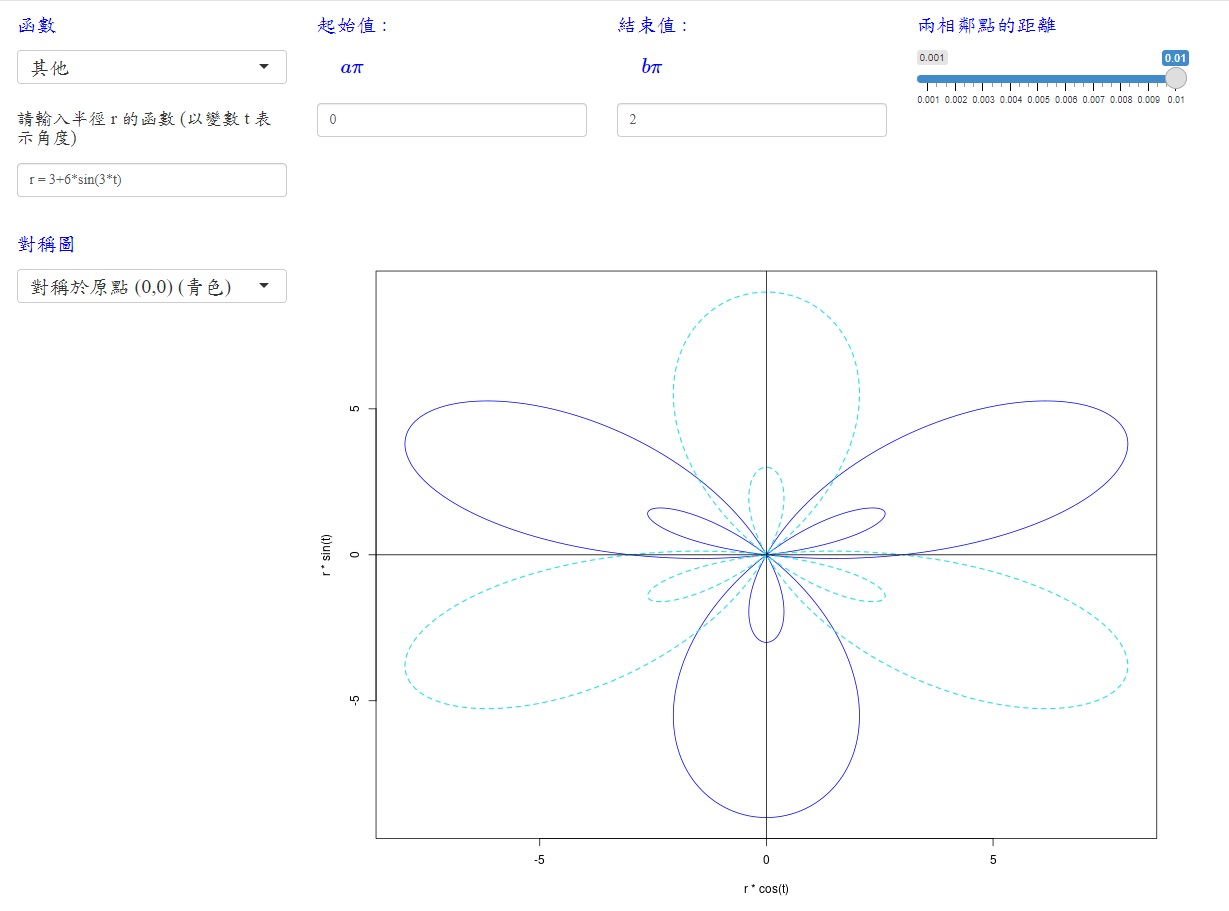 函數
其他
請輸入半徑 r 的函數 (以變數 t 表
示角度)
r = 3+6*sin(3*t)
對稱圖
對稱於原點 (0,0) (青色)
起始值 :
aπ
0
結束值 :
bπ
2
兩相鄰點的距離
0.001
0.01
0.001 0.002 0.003 0.004 0.005 0.006 0.007 0.008 0.009 0.01
r * sin(t)
5
0
-5
-5 0 5
r * cos(t)